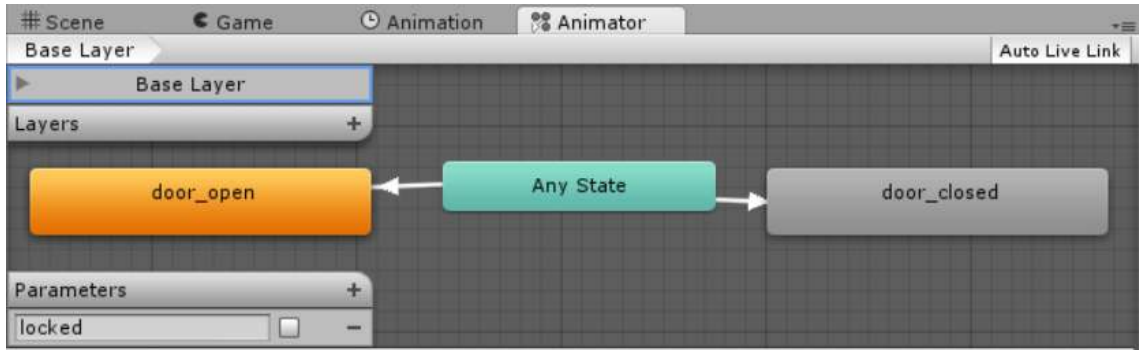 Scene Game Animation Animator
Base Layer Auto Live Link
Base Layer
Layers
door_open Any State door_closed
Parameters
locked